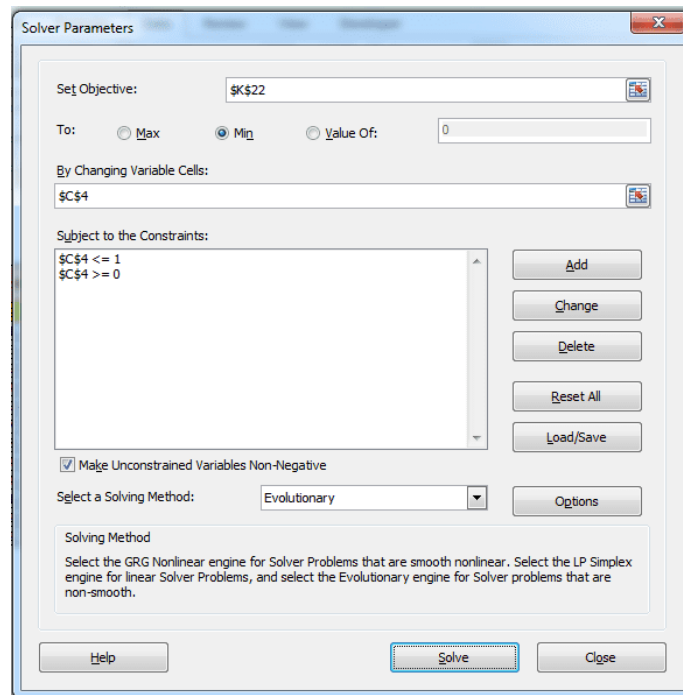 Solver Parameters
Set Objective:
$K$22
To:
Max
Min
Value Of:
0
By Changing Variable Cells:
$C$4
Subject to the Constraints:
$C$4 <= 1
$C$4 >= 0
Add
Change
Delete
Reset All
Load/Save
Make Unconstrained Variables Non-Negative
Select a Solving Method:
Evolutionary
Options
Solving Method
Select the GRG Nonlinear engine for Solver Problems that are smooth nonlinear. Select the LP Simplex
engine for linear Solver Problems, and select the Evolutionary engine for Solver problems that are
non-smooth.
Help
Solve
Close